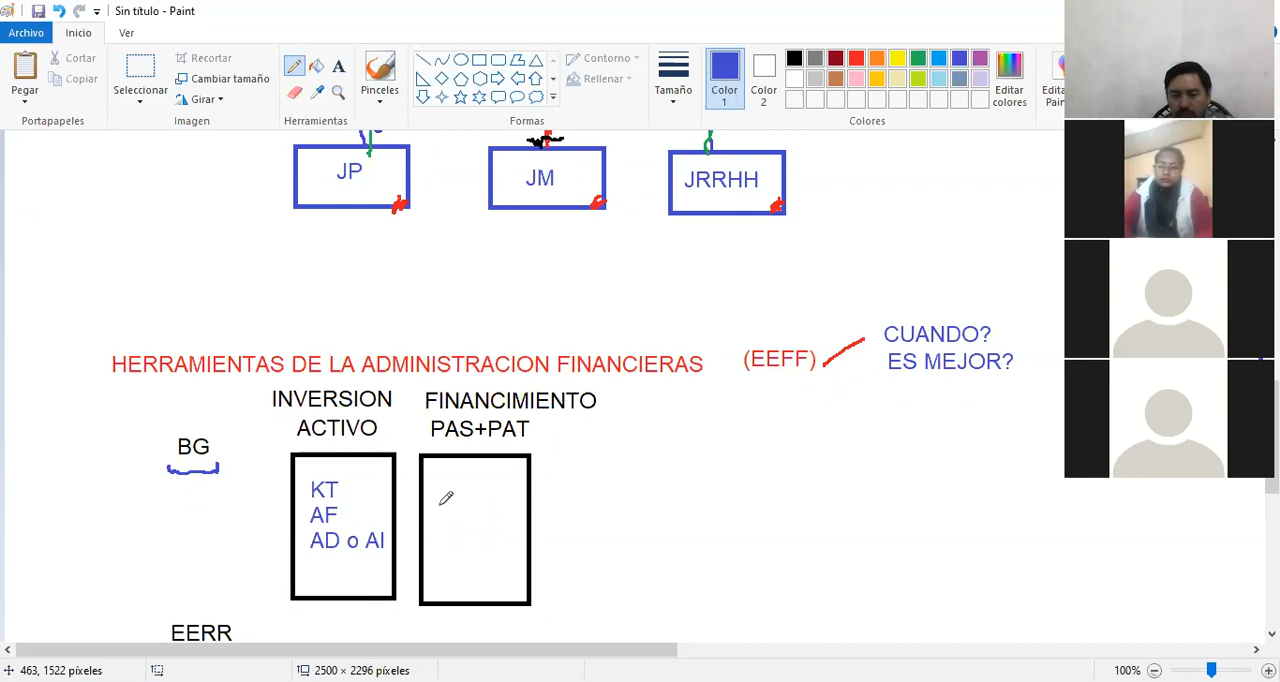 Sin título - Paint
Archivo
Inicio
Ver
Pegar
Cortar
Copiar
Portapapeles
Seleccionar
Recortar
Cambiar tamaño
Girar
Imagen
A
Herramientas
Pinceles
Formas
Contorno
Rellenar
Tamaño
Color
1
Color
2
Colores
Editar
colores
JP
JM
JRRHH
HERRAMIENTAS DE LA ADMINISTRACION FINANCIERAS
(EEFF)
CUANDO?
ES MEJOR?
INVERSION
ACTIVO
FINANCIMIENTO
PAS+PAT
BG
KT
AF
AD o AI
EERR
463, 1522 píxeles
2500 × 2296 píxeles
100%